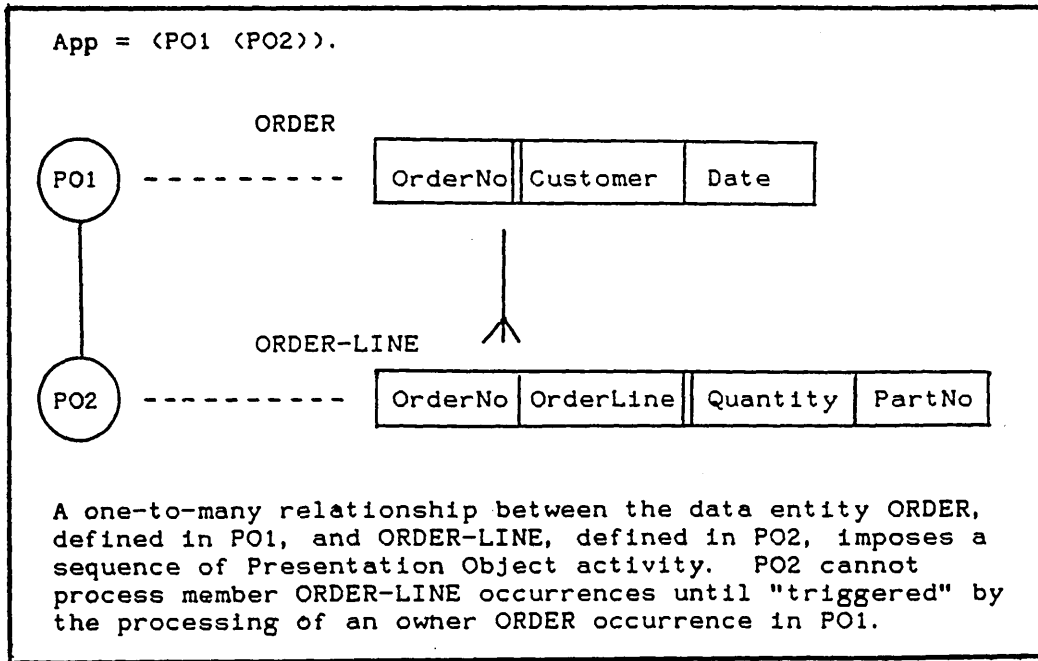 App = <PO1 <PO2>>.
ORDER
PO1 OrderNo Customer Date
ORDER-LINE
PO2 OrderNo OrderLine Quantity PartNo
A one-to-many relationship between the data entity ORDER,
defined in PO1, and ORDER-LINE, defined in PO2, imposes a
sequence of Presentation Object activity. PO2 cannot
process member ORDER-LINE occurrences until "triggered" by
the processing of an owner ORDER occurrence in PO1.